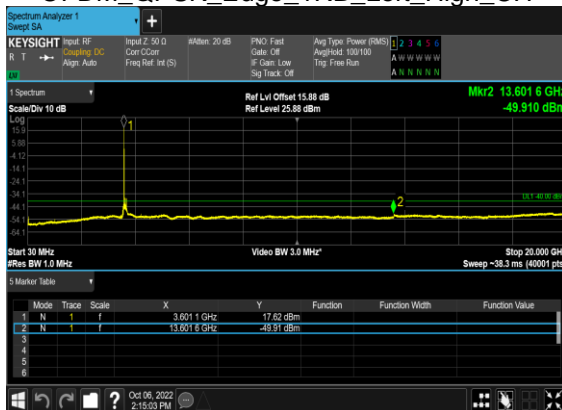 Spectrum Analyzer 1
Swept SA
+
KEYSIGHT Input: RF Input Z: 50 Ω #Atten: 20 dB PNO: Fast Avg Type: Power (RMS) 1 2 3 4 5 6
R T Coupling: DC Corr CCorr Gate: Off Avg|Hold: 100/100 A W W W W W
Align: Auto Freq Ref: Int (S) IF Gain: Low Trig: Free Run
Sig Track: Off A N N N N N
1 Spectrum Ref Lvl Offset 15.88 dB Mkr2 13.601 6 GHz
Scale/Div 10 dB Ref Level 25.88 dBm -49.910 dBm
Log
15.9
5.88
-4.12
-14.1
-24.1
-34.1
-44.1
-54.1
1
2
Start 30 MHz Video BW 3.0 MHz* Stop 20.000 GHz
#Res BW 1.0 MHz Sweep ~38.3 ms (40001 pts)
5 Marker Table
Mode Trace Scale X Y Function Function Width Function Value
1 N 1 f 3.601 1 GHz 17.62 dBm
2 N 1 f 13.601 6 GHz -49.91 dBm
3
4
5
6
? Oct 06, 2022
2:15:03 PM